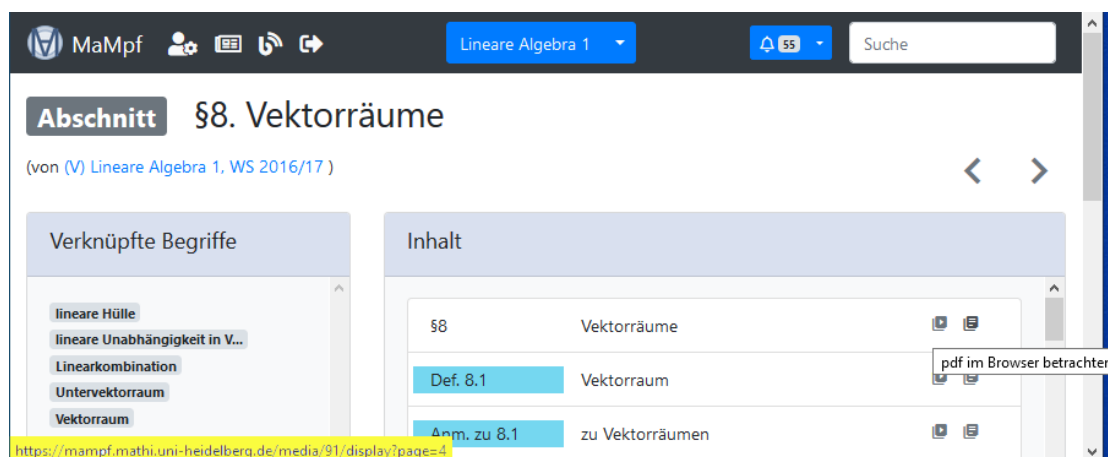 MaMpf Lineare Algebra 1 55 Suche
Abschnitt §8. Vektorräume
(von (V) Lineare Algebra 1, WS 2016/17 )
Verknüpfte Begriffe
lineare Hülle
lineare Unabhängigkeit in V...
Linearkombination
Untervektorraum
Vektorraum
Inhalt
§8 Vektorräume
pdf im Browser betrachten
Def. 8.1 Vektorraum
Anm. zu 8.1 zu Vektorräumen
https://mampf.mathi.uni-heidelberg.de/media/91/display?page=4